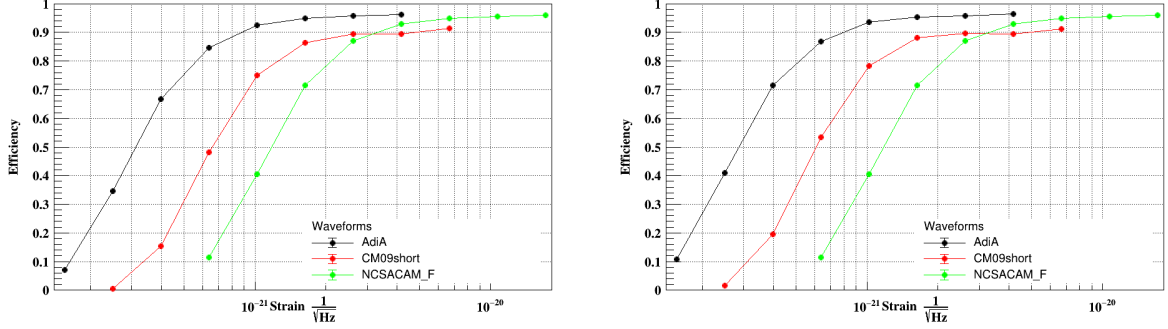 1
0.9
0.8
0.7
0.6
0.5
0.4
0.3
0.2
0.1
0
Efficiency
Waveforms
AdiA
CM09short
NCSACAM_F
10⁻²¹ Strain 1/√Hz 10⁻²⁰
1
0.9
0.8
0.7
0.6
0.5
0.4
0.3
0.2
0.1
0
Efficiency
Waveforms
AdiA
CM09short
NCSACAM_F
10⁻²¹ Strain 1/√Hz 10⁻²⁰